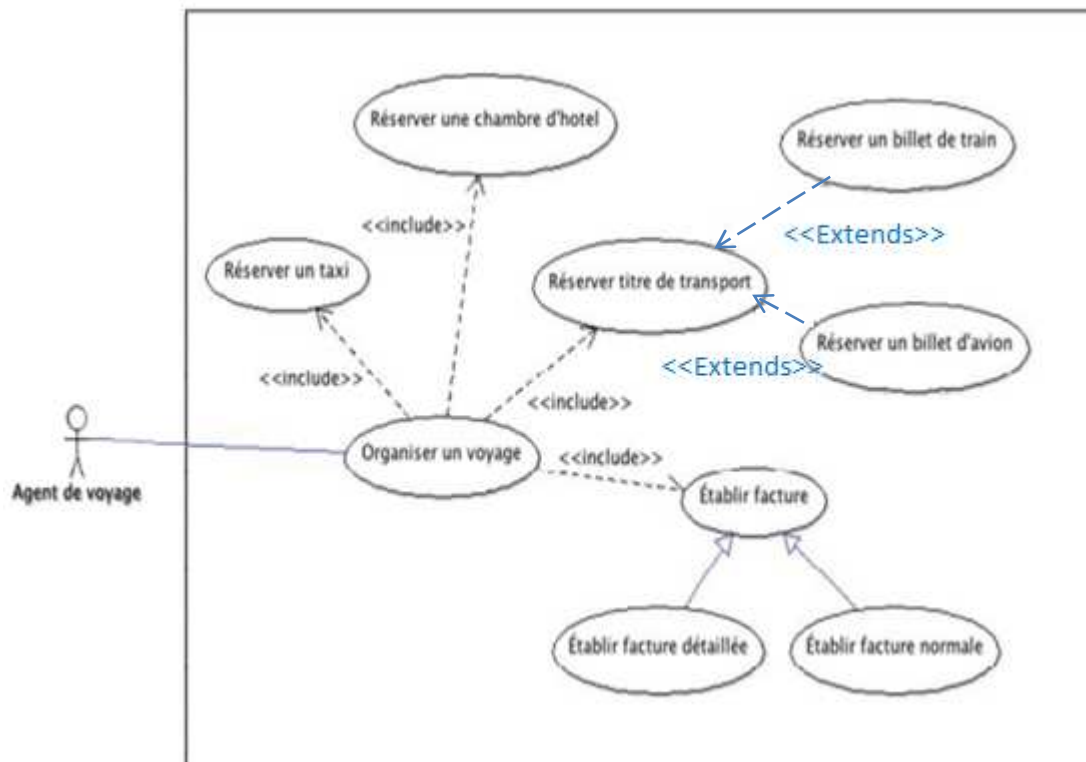 Réserver une chambre d'hotel
Réserver un billet de train
<<include>>
<<Extends>>
Réserver un taxi
Réserver titre de transport
Réserver un billet d'avion
<<Extends>>
<<include>>
<<include>>
Organiser un voyage
<<include>>
Agent de voyage
Établir facture
Établir facture détaillée
Établir facture normale